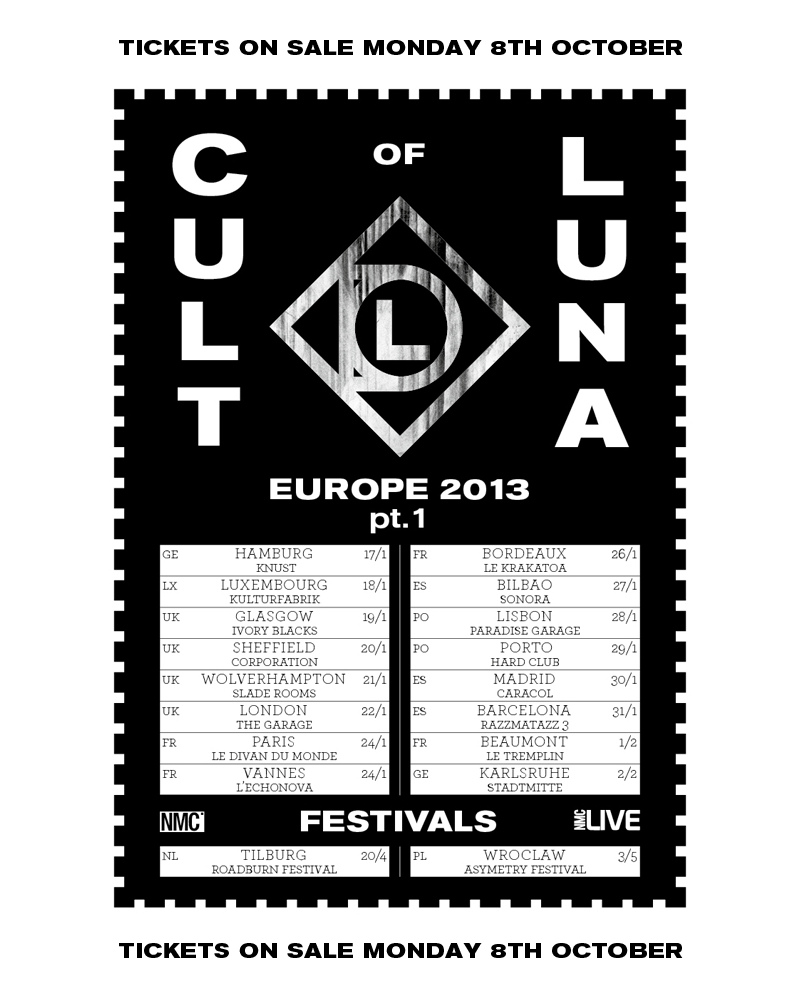 TICKETS ON SALE MONDAY 8TH OCTOBER
CULT OF LUNA
L
EUROPE 2013
pt.1
GE HAMBURG 17/1
KNUST
LX LUXEMBOURG 18/1
KULTURFABRIK
UK GLASGOW 19/1
IVORY BLACKS
UK SHEFFIELD 20/1
CORPORATION
UK WOLVERHAMPTON 21/1
SLADE ROOMS
UK LONDON 22/1
THE GARAGE
FR PARIS 24/1
LE DIVAN DU MONDE
FR VANNES 24/1
L'ECHONOVA
FR BORDEAUX 26/1
LE KRAKATOA
ES BILBAO 27/1
SONORA
PO LISBON 28/1
PARADISE GARAGE
PO PORTO 29/1
HARD CLUB
ES MADRID 30/1
CARACOL
ES BARCELONA 31/1
RAZZMATAZZ 3
FR BEAUMONT 1/2
LE TREMPLIN
GE KARLSRUHE 2/2
STADTMITTE
NMC FESTIVALS NMC LIVE
NL TILBURG 20/4
ROADBURN FESTIVAL
PL WROCLAW 3/5
ASYMETRY FESTIVAL
TICKETS ON SALE MONDAY 8TH OCTOBER